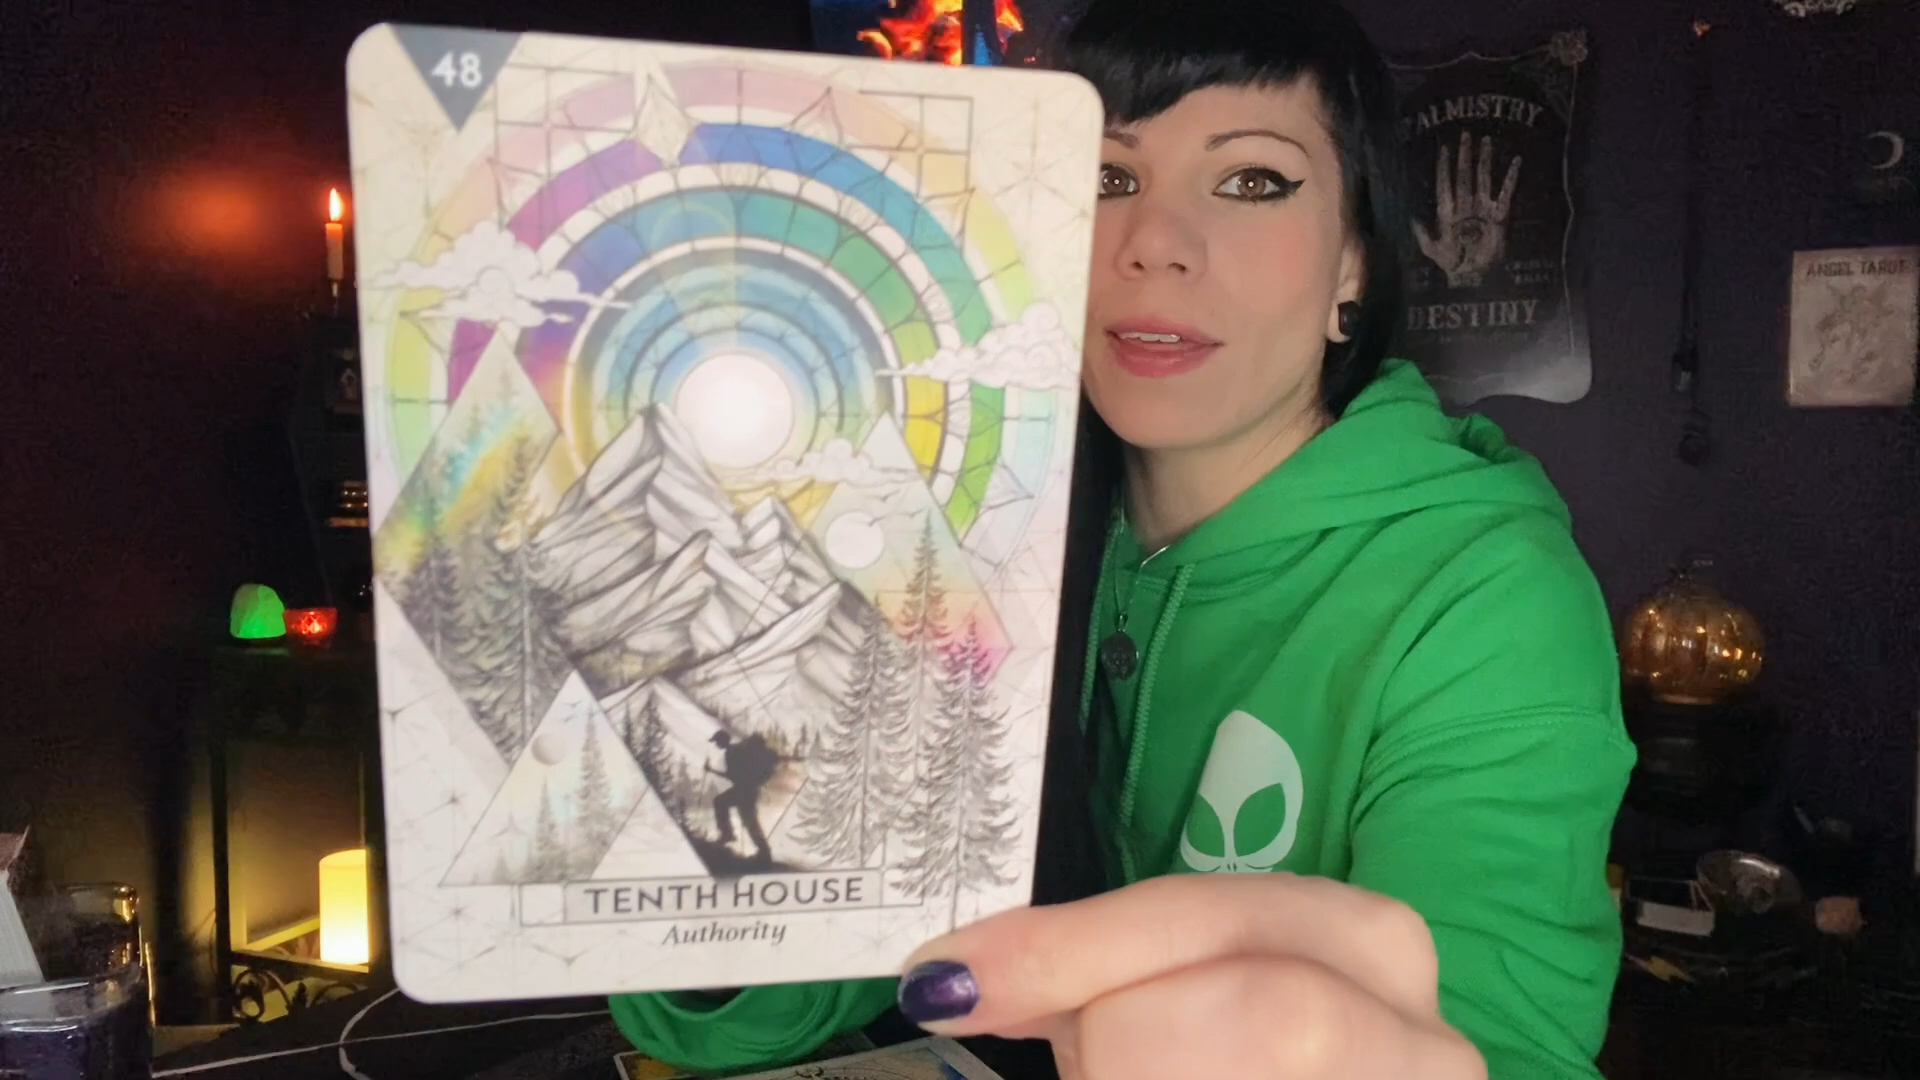 48
TENTH HOUSE
Authority
PALMISTRY
DESTINY
ANGEL TAROT